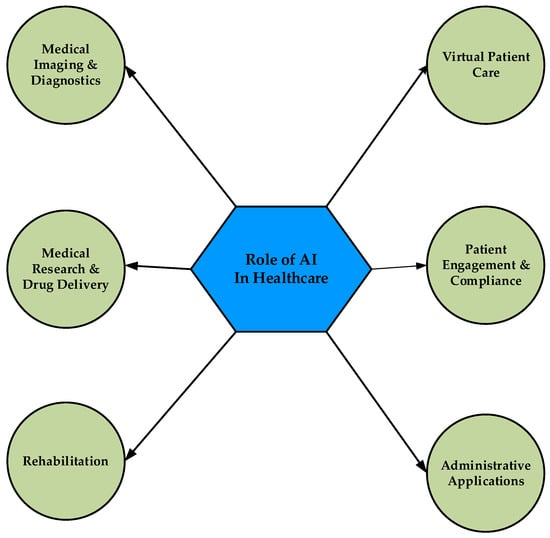 Medical
Imaging &
Diagnostics
Virtual Patient
Care
Medical
Research &
Drug Delivery
Role of AI
In Healthcare
Patient
Engagement &
Compliance
Rehabilitation
Administrative
Applications